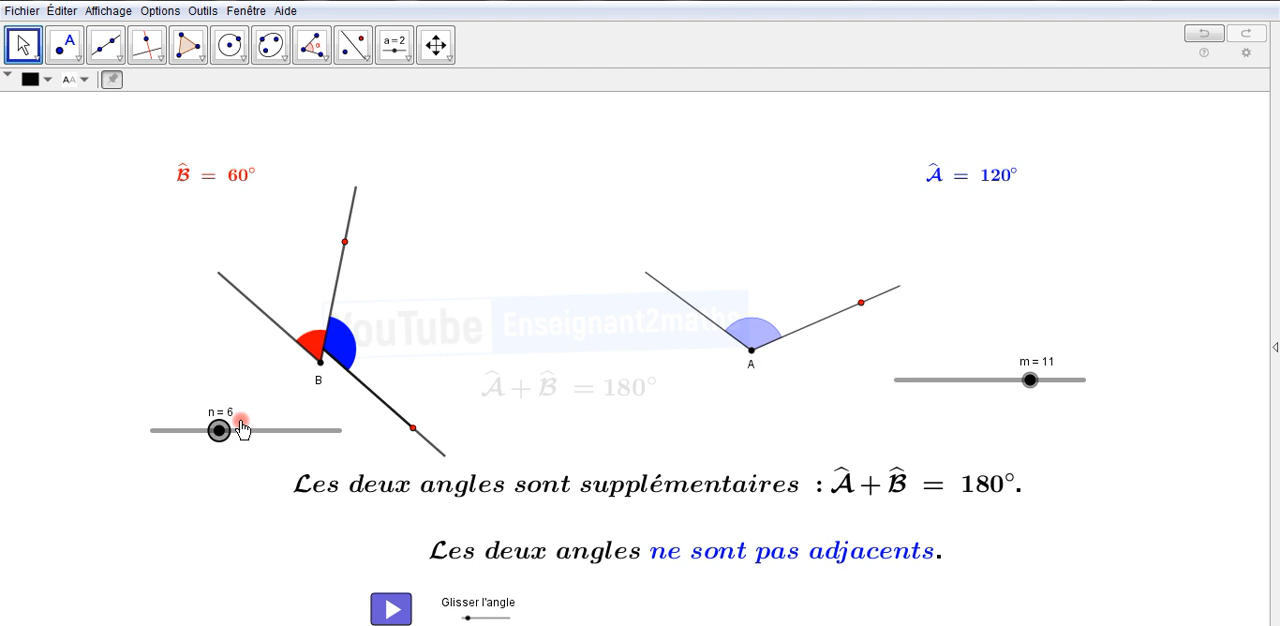 Fichier Éditer Affichage Options Outils Fenêtre Aide
A
a = 2
AA
B̂ = 60°
Â = 120°
YouTube Enseignant2maths
B
A
m = 11
Â + B̂ = 180°
n = 6
Les deux angles sont supplémentaires : Â + B̂ = 180°.
Les deux angles ne sont pas adjacents.
Glisser l'angle